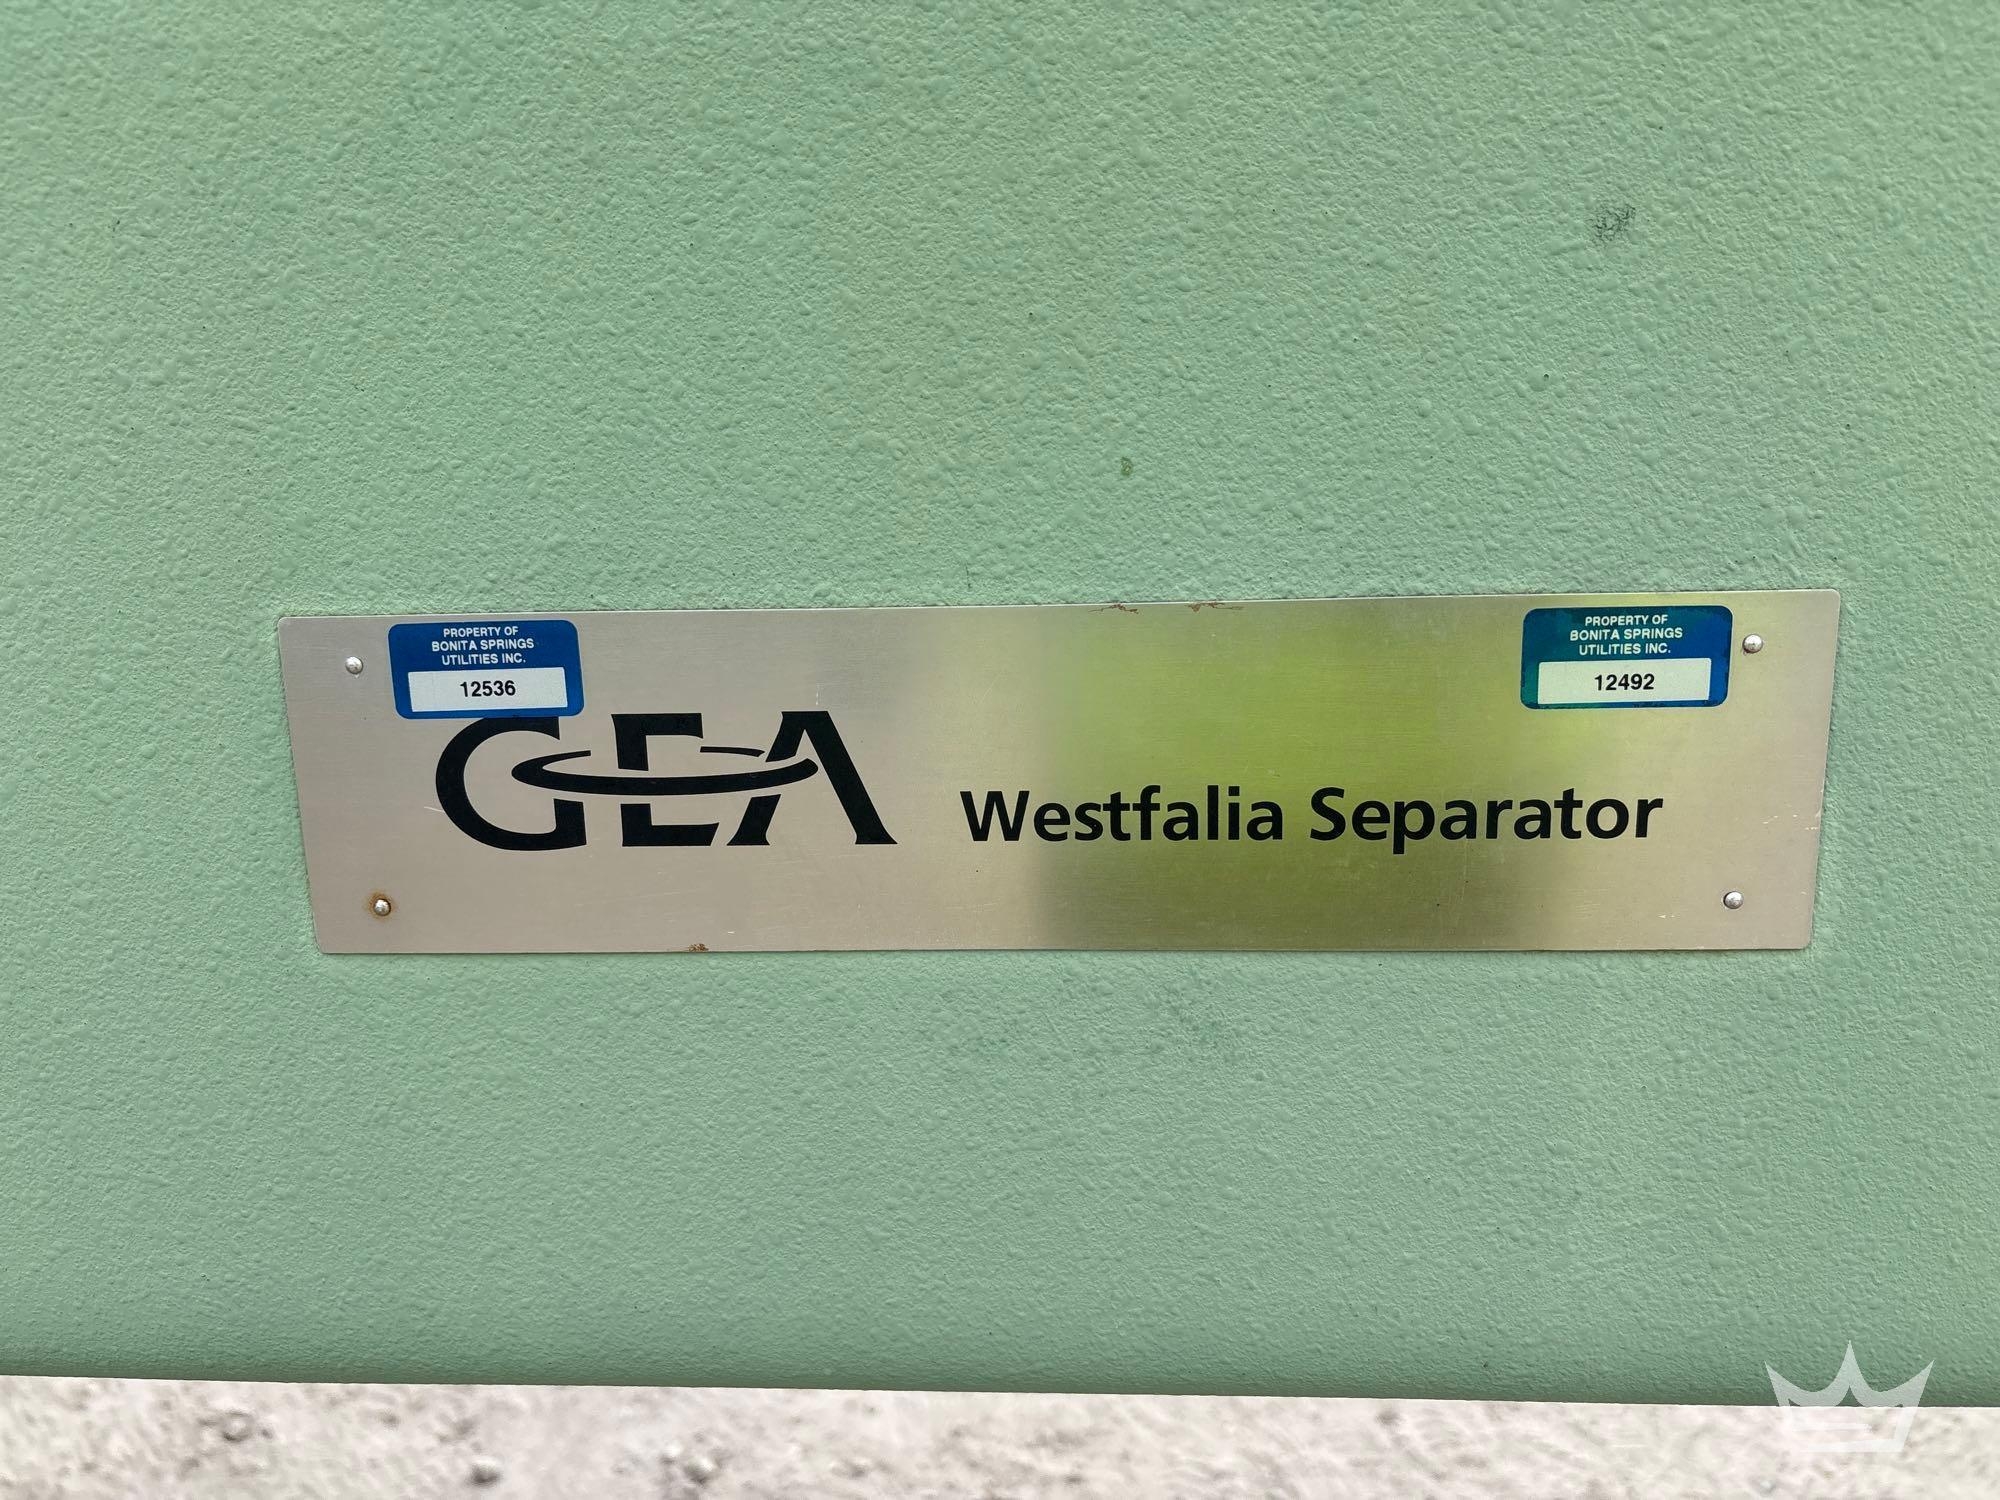 PROPERTY OF
BONITA SPRINGS
UTILITIES INC.
12536
PROPERTY OF
BONITA SPRINGS
UTILITIES INC.
12492
GEA Westfalia Separator